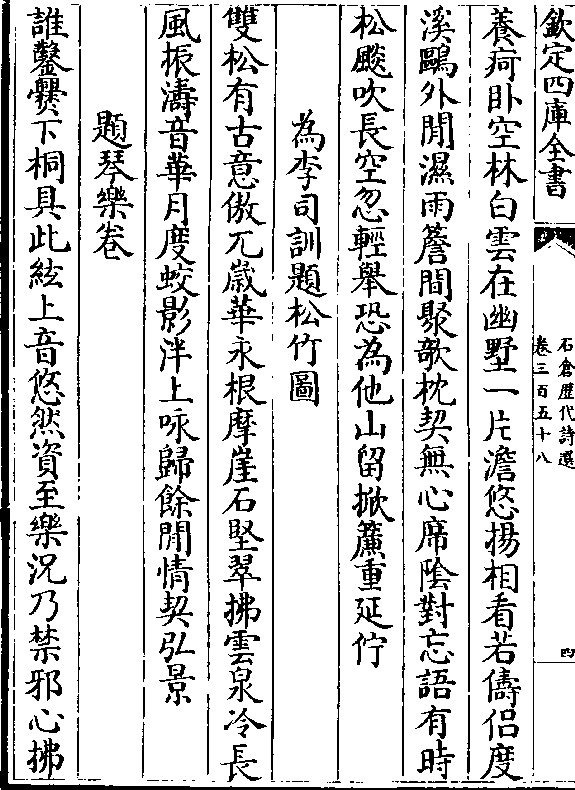 欽定四庫全書
石倉歷代詩選
卷三百五十八
四
養疴臥空林白雲在幽墅一片澹悠揚相看若儔侣度
溪鷗外閒濕雨簷間聚欹枕契無心席陰對忘語有時
松飈吹長空忽輕舉恐為他山留掀簾重延佇
為李司訓題松竹圖
雙松有古意傲兀歲華永根摩崖石堅翠拂雲泉冷長
風振濤音華月度蛟影泮上咏歸餘閒情契弘景
題琴樂卷
誰鑿爨下桐具此絃上音悠然資至樂況乃禁邪心拂